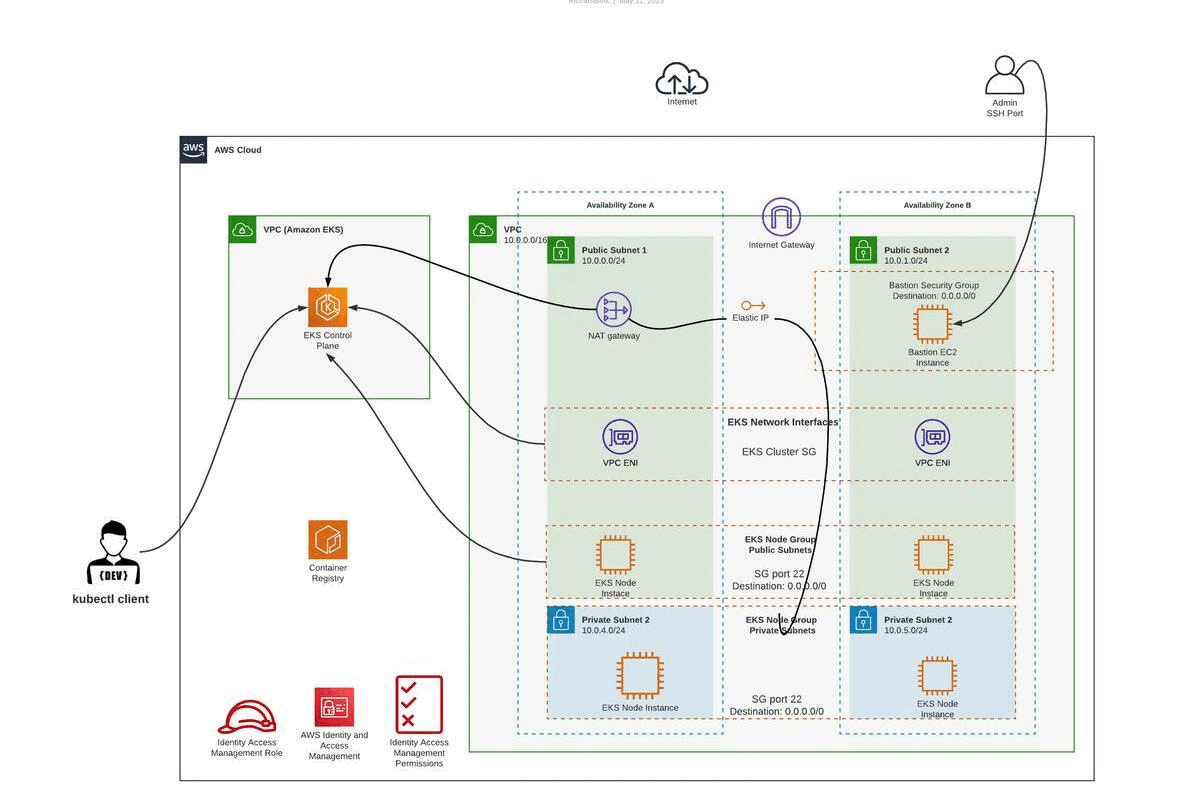 RichardBiik | May 11, 2023
Internet
Admin
SSH Port
aws
AWS Cloud
Availability Zone A
Availability Zone B
VPC (Amazon EKS)
VPC
10.0.0.0/16
Internet Gateway
Public Subnet 1
10.0.0.0/24
Public Subnet 2
10.0.1.0/24
Bastion Security Group
Destination: 0.0.0.0/0
EKS Control
Plane
NAT gateway
Elastic IP
Bastion EC2
Instance
EKS Network Interfaces
EKS Cluster SG
VPC ENI
VPC ENI
{DEV}
kubectl client
Container
Registry
EKS Node Group
Public Subnets
SG port 22
Destination: 0.0.0.0/0
EKS Node
Instace
EKS Node
Instace
Private Subnet 2
10.0.4.0/24
EKS Node Group
Private Subnets
Private Subnet 2
10.0.5.0/24
EKS Node Instance
SG port 22
Destination: 0.0.0.0/0
EKS Node
Instance
Identity Access
Management Role
AWS Identity and
Access
Management
Identity Access
Management
Permissions